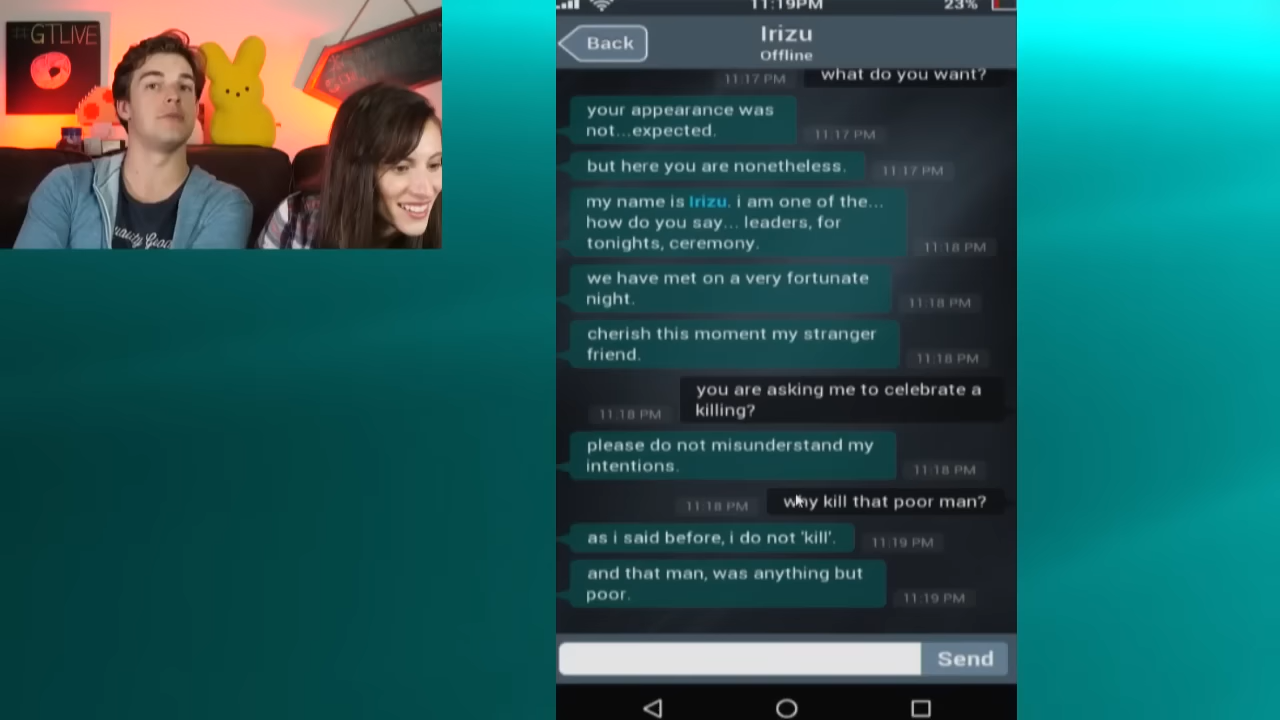 #GTLIVE
11:19PM
23%
Back
Irizu
Offline
11:17 PM
what do you want?
your appearance was
not...expected.
11:17 PM
but here you are nonetheless.
11:17 PM
my name is Irizu. i am one of the...
how do you say... leaders, for
tonights, ceremony.
11:18 PM
we have met on a very fortunate
night.
11:18 PM
cherish this moment my stranger
friend.
11:18 PM
you are asking me to celebrate a
killing?
11:18 PM
please do not misunderstand my
intentions.
11:18 PM
11:18 PM
why kill that poor man?
as i said before, i do not 'kill'.
11:19 PM
and that man, was anything but
poor.
11:19 PM
Send